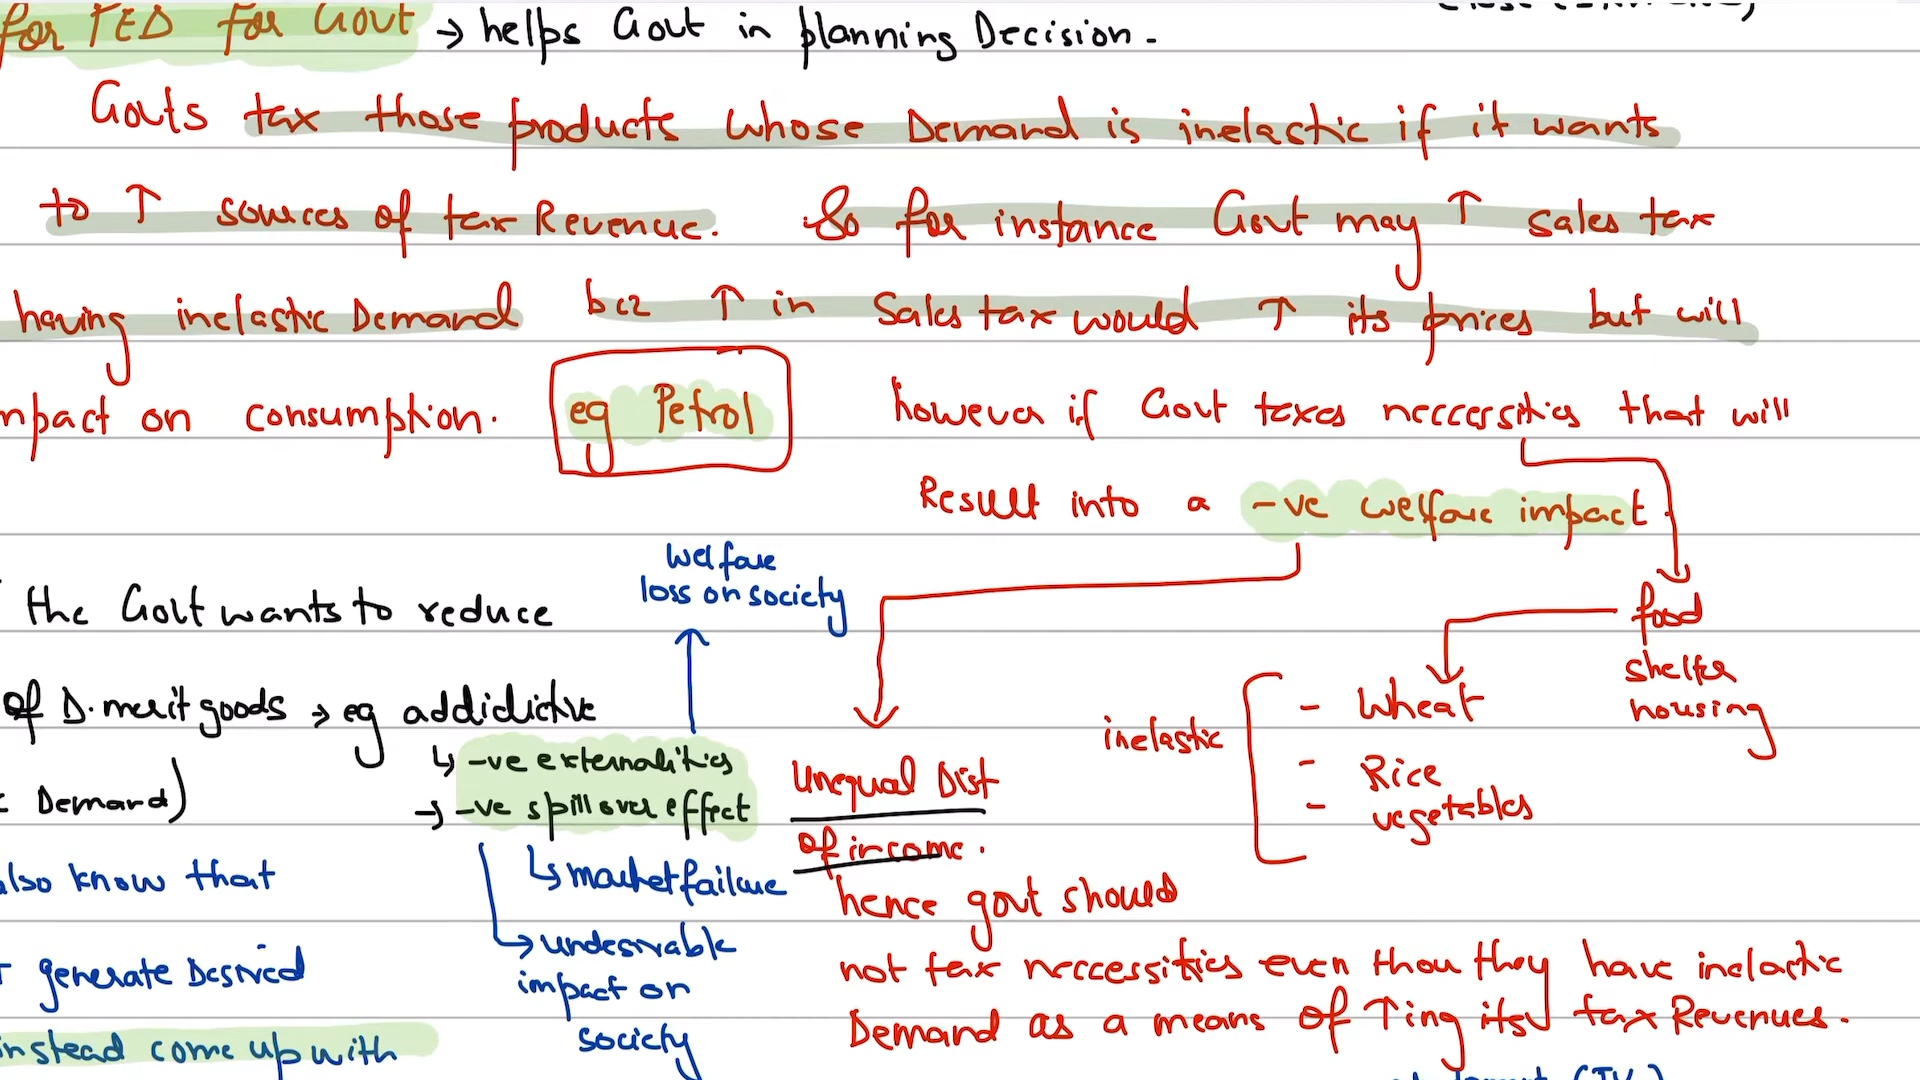 for PED for Govt → helps Govt in planning Decision.
Govts tax those products whose Demand is inelastic if it wants
to ↑ sources of tax Revenue. So for instance Govt may ↑ sales tax
having inelastic Demand bcz ↑ in Sales tax would ↑ its prices but will
mpact on consumption. eg Petrol
however if Govt taxes neccessities that will
Result into a -ve welfare impact.
food
shelter
housing
- Wheat
- Rice
- vegetables
inelastic
Unequal Dist
of income.
hence govt should
not tax neccessities even thou they have inelastic
Demand as a means of ↑ing its tax Revenues.
welfare
loss on society
the Govt wants to reduce
of D.merit goods → eg addidictive
↳ -ve externalities
Demand)
→ -ve spill over effect
↳ market failure
→ undesirable
impact on
society
also know that
generate Desired
instead come up with